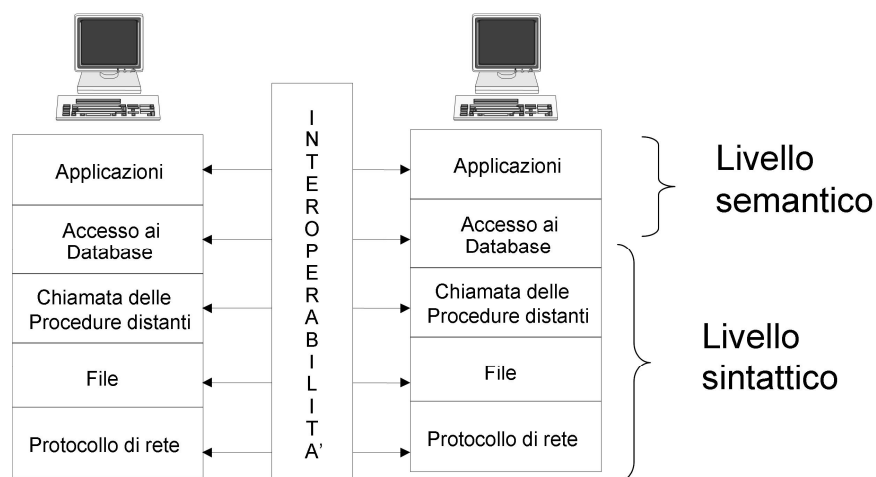 Applicazioni
Accesso ai
Database
Chiamata delle
Procedure distanti
File
Protocollo di rete
INTEROPERABILITA'
Applicazioni
Accesso ai
Database
Chiamata delle
Procedure distanti
File
Protocollo di rete
Livello
semantico
Livello
sintattico